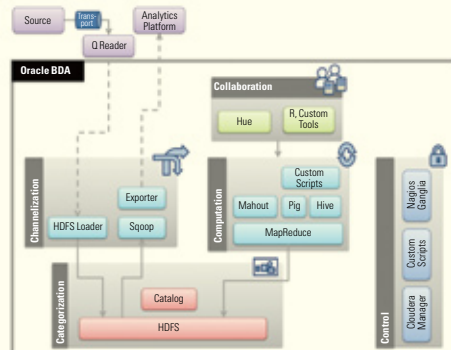 Source
Trans-
port
Q Reader
Analytics
Platform
Oracle BDA
Collaboration
Hue
R, Custom
Tools
Channelization
Exporter
HDFS Loader
Sqoop
Computation
Custom
Scripts
Mahout
Pig
Hive
MapReduce
Categorization
Catalog
HDFS
Control
Nagios
Ganglia
Custom
Scripts
Cloudera
Manager